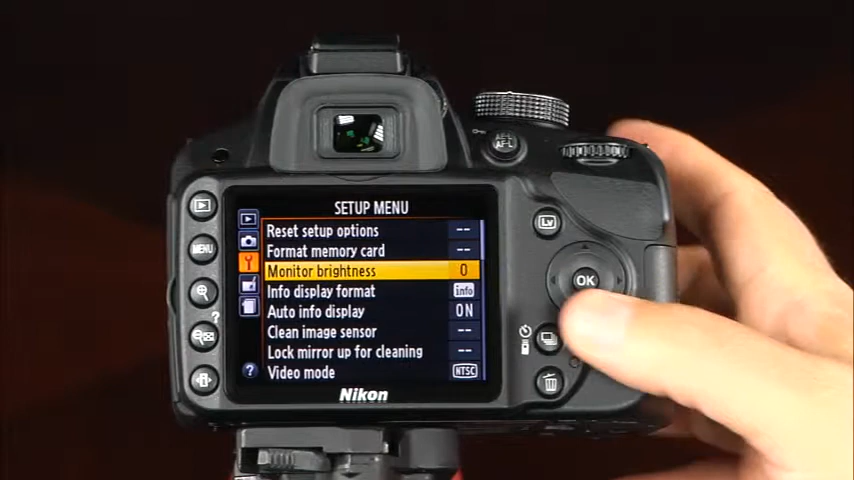 AE-L
AF-L
SETUP MENU
Reset setup options --
Format memory card --
Monitor brightness 0
Info display format info
Auto info display ON
Clean image sensor --
Lock mirror up for cleaning --
Video mode NTSC
MENU
?
?
Lv
OK
Nikon